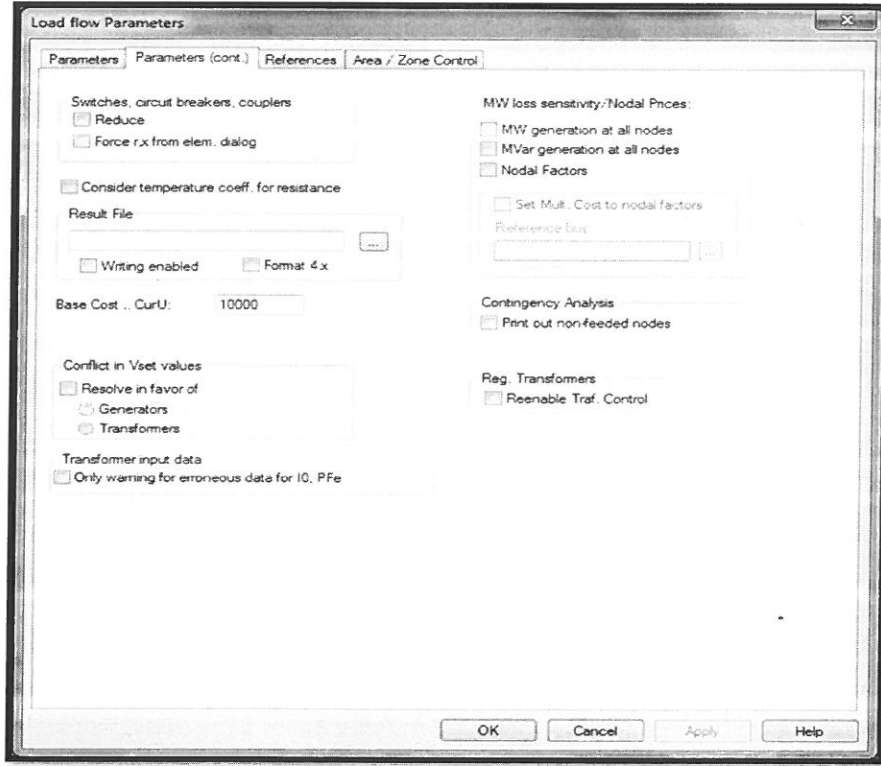 Load flow Parameters
Parameters
Parameters (cont.)
References
Area / Zone Control
Switches, circuit breakers, couplers
Reduce
Force r,x from elem. dialog
Consider temperature coeff. for resistance
Result File
...
Writing enabled
Format 4.x
Base Cost .. CurU:
10000
Conflict in Vset values
Resolve in favor of
Generators
Transformers
Transformer input data
Only warning for erroneous data for I0, PFe
MW loss sensitivity/Nodal Prices:
MW generation at all nodes
MVar generation at all nodes
Nodal Factors
Set Mult. Cost to nodal factors
Reference bus:
...
Contingency Analysis
Print out non-feeded nodes
Reg. Transformers
Reenable Traf. Control
OK
Cancel
Apply
Help